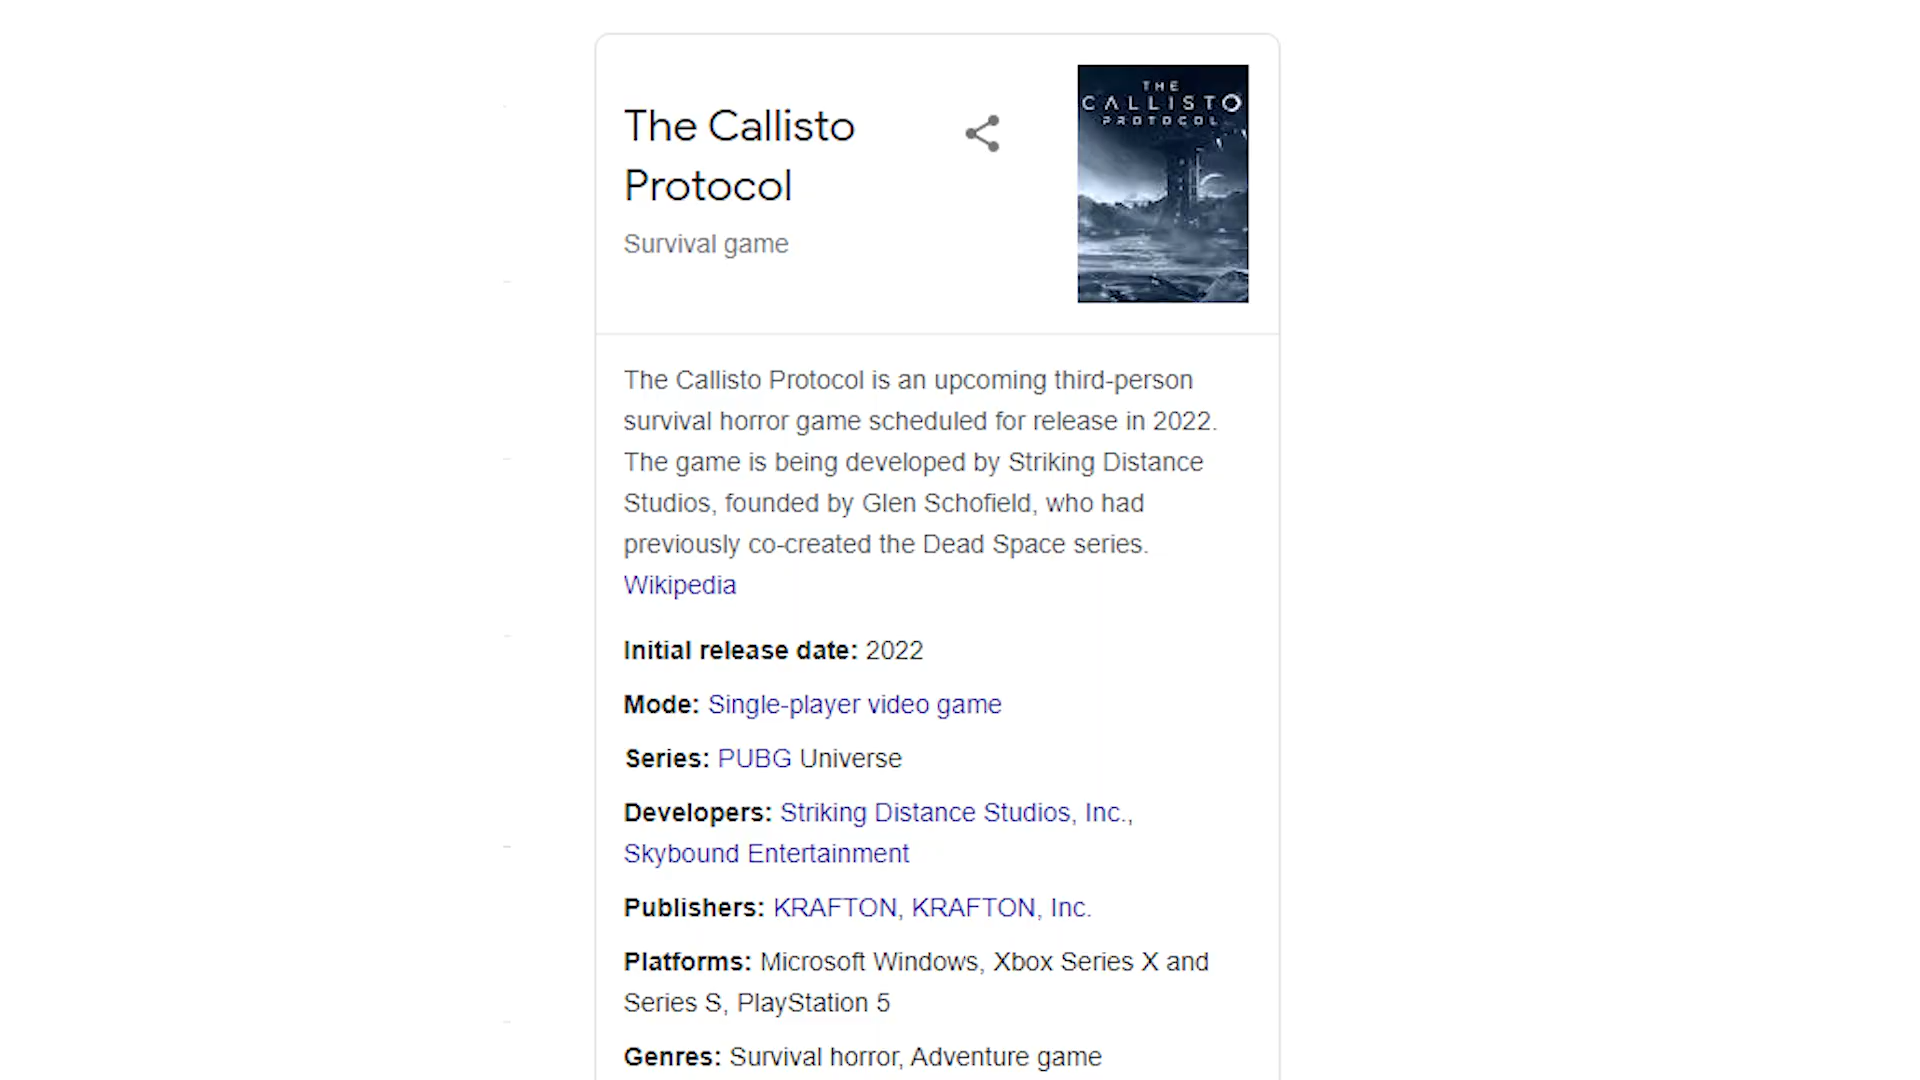 The Callisto
Protocol
Survival game
THE
CALLISTO
PROTOCOL
The Callisto Protocol is an upcoming third-person
survival horror game scheduled for release in 2022.
The game is being developed by Striking Distance
Studios, founded by Glen Schofield, who had
previously co-created the Dead Space series.
Wikipedia
Initial release date: 2022
Mode: Single-player video game
Series: PUBG Universe
Developers: Striking Distance Studios, Inc.,
Skybound Entertainment
Publishers: KRAFTON, KRAFTON, Inc.
Platforms: Microsoft Windows, Xbox Series X and
Series S, PlayStation 5
Genres: Survival horror, Adventure game